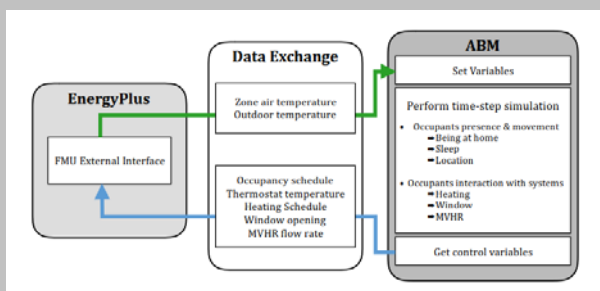 EnergyPlus
FMU External Interface
Data Exchange
Zone air temperature
Outdoor temperature
Occupancy schedule
Thermostat temperature
Heating Schedule
Window opening
MVHR flow rate
ABM
Set Variables
Perform time-step simulation
• Occupants presence & movement
➡Being at home
➡Sleep
➡Location
• Occupants interaction with systems
➡Heating
➡Window
➡MVHR
Get control variables